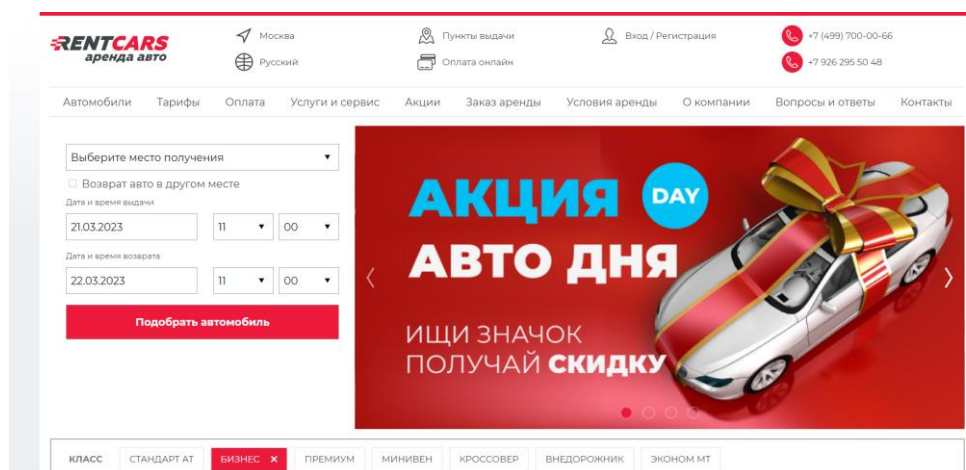 RENTCARS
аренда авто
Москва
Русский
Пункты выдачи
Оплата онлайн
Вход / Регистрация
+7 (499) 700-00-66
+7 926 295 50 48
Автомобили Тарифы Оплата Услуги и сервис Акции Заказ аренды Условия аренды О компании Вопросы и ответы Контакты
Выберите место получения
Возврат авто в другом месте
Дата и время выдачи
21.03.2023 11 00
Дата и время возврата
22.03.2023 11 00
Подобрать автомобиль
АКЦИЯ DAY
АВТО ДНЯ
ИЩИ ЗНАЧОК
ПОЛУЧАЙ СКИДКУ
КЛАСС СТАНДАРТ АТ БИЗНЕС × ПРЕМИУМ МИНИВЕН КРОССОВЕР ВНЕДОРОЖНИК ЭКОНОМ МТ